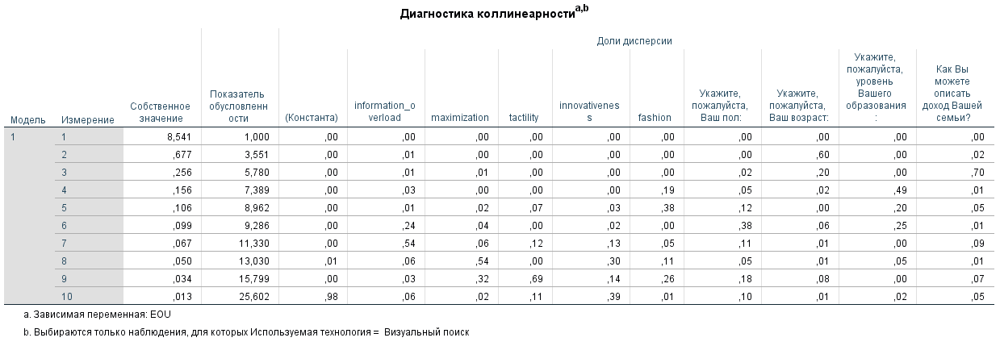 Диагностика коллинеарностиa,b
Доли дисперсии
Модель Измерение Собственное значение Показатель обусловленн ости (Константа) information_o verload maximization tactility innovativenes s fashion Укажите, пожалуйста, Ваш пол: Укажите, пожалуйста, Ваш возраст: Укажите, пожалуйста, уровень Вашего образования : Как Вы можете описать доход Вашей семьи?
1 1 8,541 1,000 ,00 ,00 ,00 ,00 ,00 ,00 ,00 ,00 ,00 ,00
2 ,677 3,551 ,00 ,01 ,00 ,00 ,00 ,00 ,00 ,60 ,00 ,02
3 ,256 5,780 ,00 ,01 ,01 ,00 ,00 ,00 ,02 ,20 ,00 ,70
4 ,156 7,389 ,00 ,03 ,00 ,00 ,00 ,19 ,05 ,02 ,49 ,01
5 ,106 8,962 ,00 ,01 ,02 ,07 ,03 ,38 ,12 ,00 ,20 ,05
6 ,099 9,286 ,00 ,24 ,04 ,00 ,02 ,00 ,38 ,06 ,25 ,01
7 ,067 11,330 ,00 ,54 ,06 ,12 ,13 ,05 ,11 ,01 ,00 ,09
8 ,050 13,030 ,01 ,06 ,54 ,00 ,30 ,11 ,05 ,01 ,05 ,01
9 ,034 15,799 ,00 ,03 ,32 ,69 ,14 ,26 ,18 ,08 ,00 ,07
10 ,013 25,602 ,98 ,06 ,02 ,11 ,39 ,01 ,10 ,01 ,02 ,05
a. Зависимая переменная: EOU
b. Выбираются только наблюдения, для которых Используемая технология = Визуальный поиск